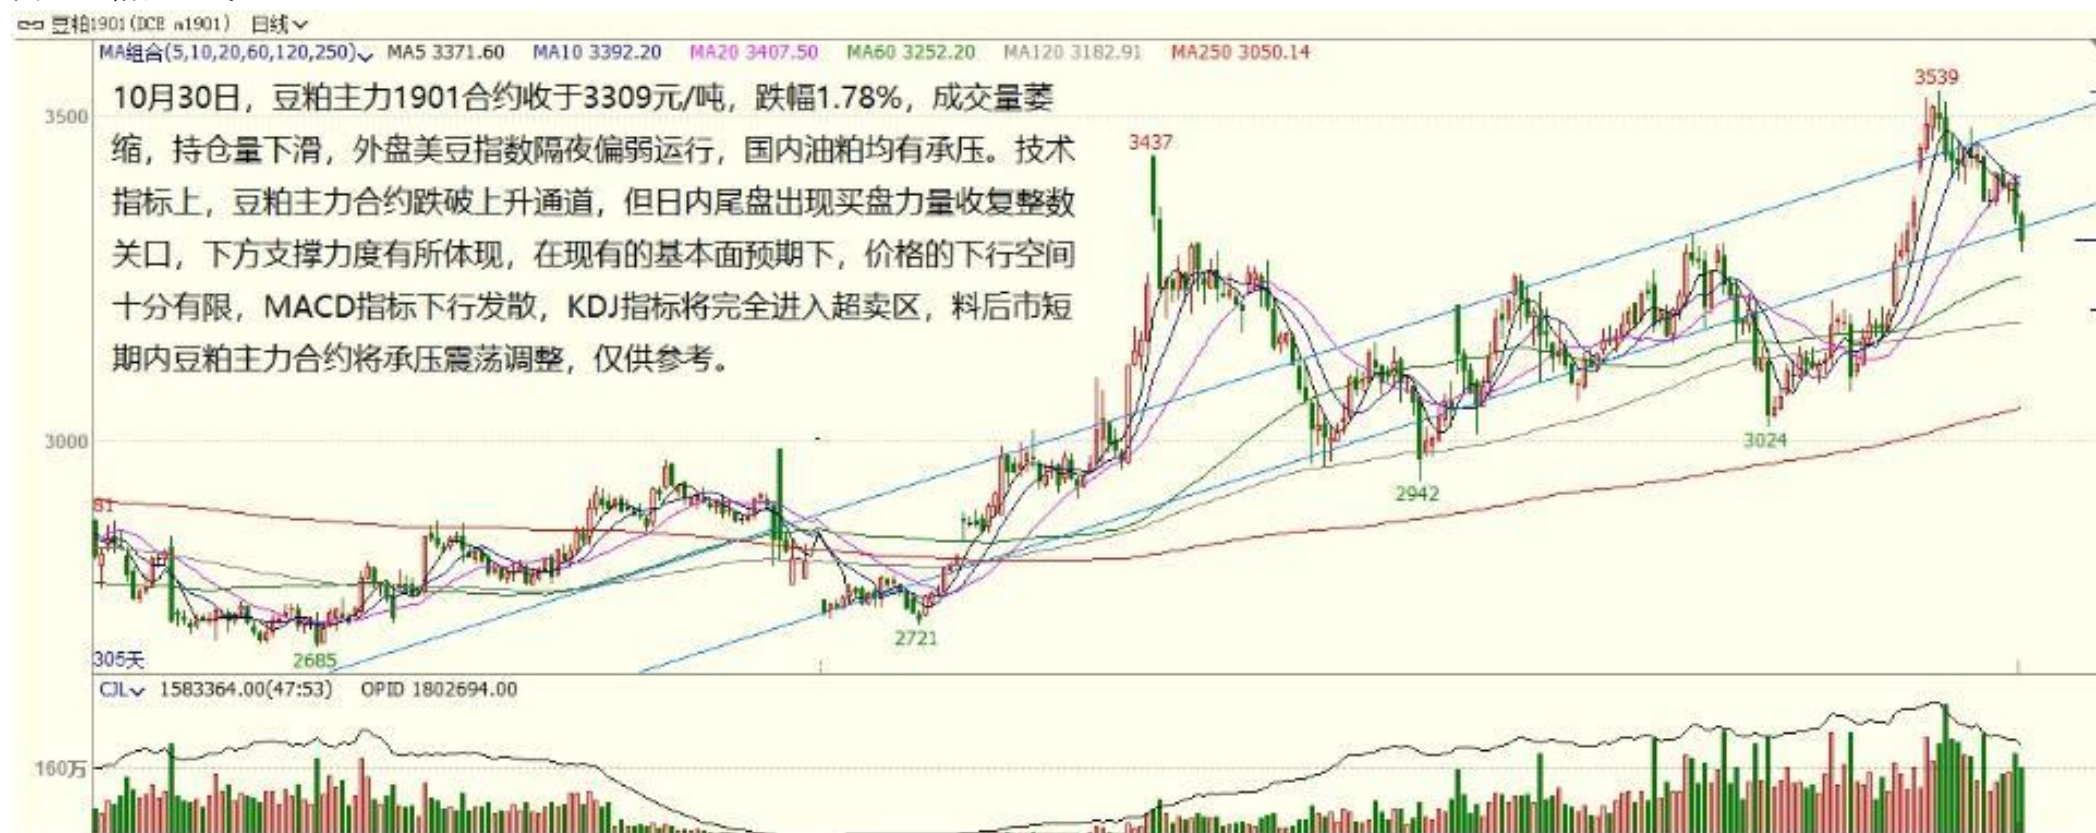 豆粕1901(DCE m1901) 日线
MA组合(5,10,20,60,120,250) MA5 3371.60 MA10 3392.20 MA20 3407.50 MA60 3252.20 MA120 3182.91 MA250 3050.14
3539
10月30日，豆粕主力1901合约收于3309元/吨，跌幅1.78%，成交量萎
3500
3437
缩，持仓量下滑，外盘美豆指数隔夜偏弱运行，国内油粕均有承压。技术
指标上，豆粕主力合约跌破上升通道，但日内尾盘出现买盘力量收复整数
关口，下方支撑力度有所体现，在现有的基本面预期下，价格的下行空间
十分有限，MACD指标下行发散，KDJ指标将完全进入超卖区，料后市短
期内豆粕主力合约将承压震荡调整，仅供参考。
3000
3024
2942
81
2721
305天
2685
CJL 1583364.00(47:53) OPID 1802694.00
160万